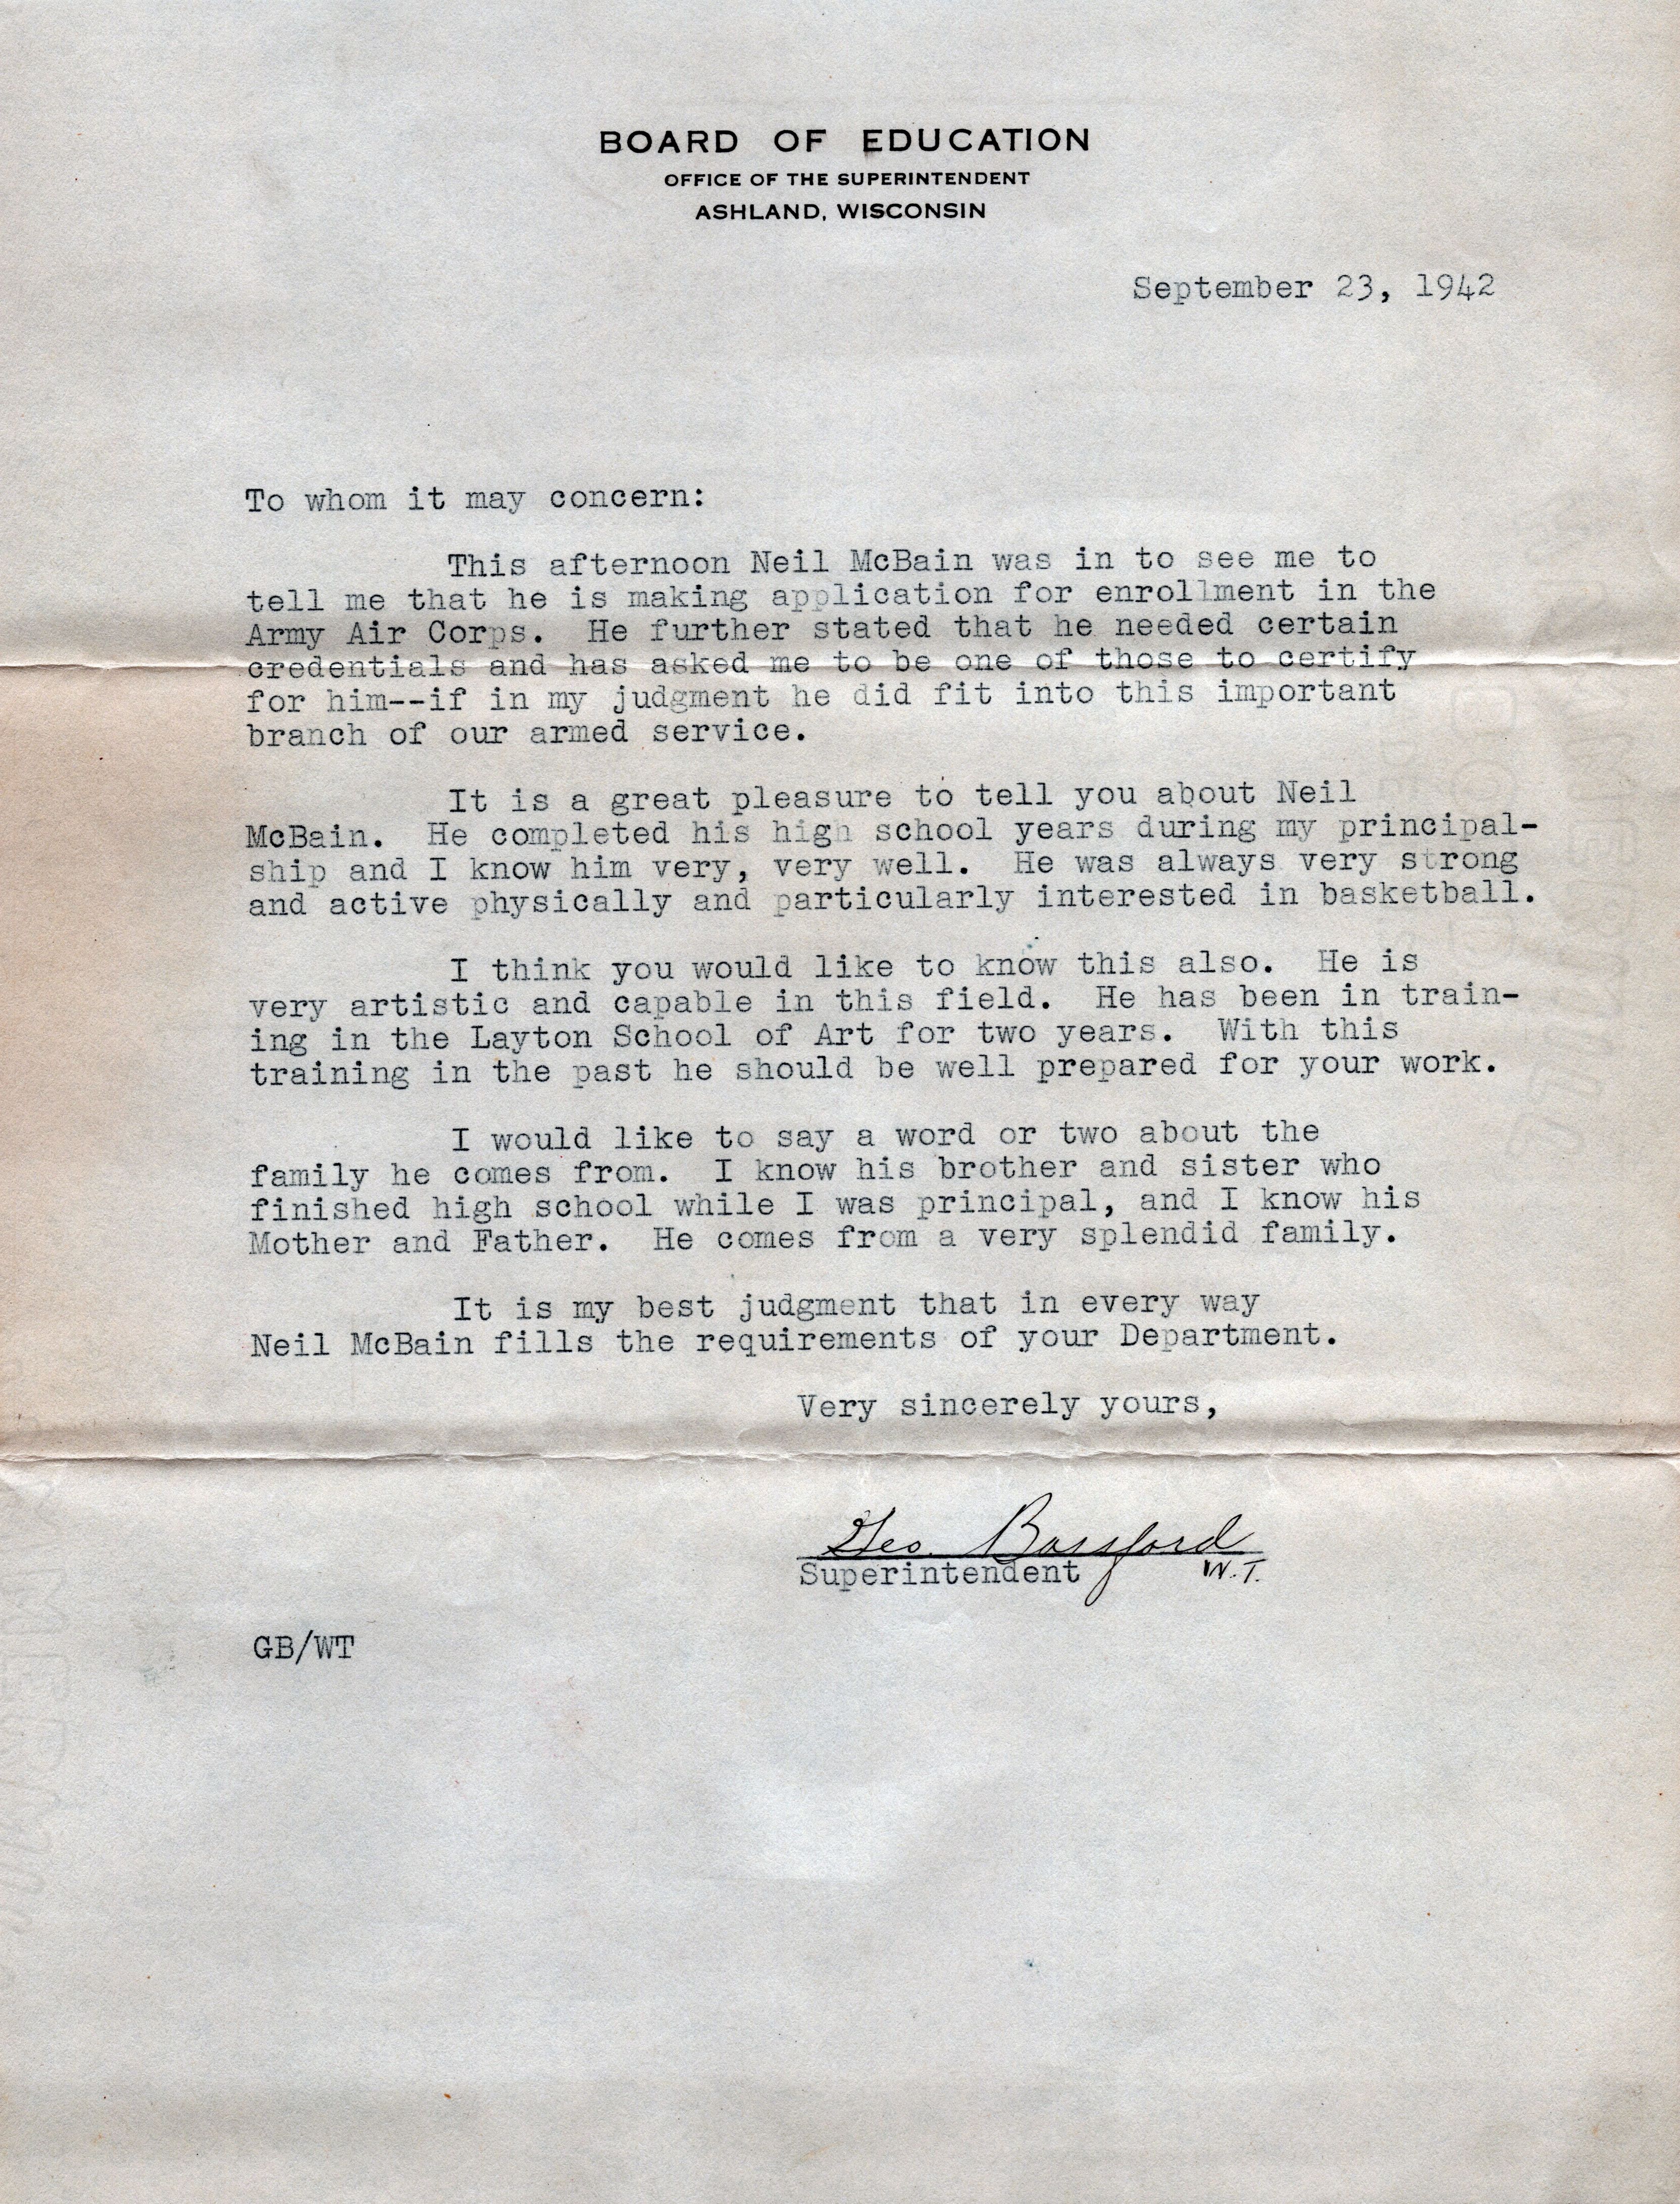 BOARD OF EDUCATION
OFFICE OF THE SUPERINTENDENT
ASHLAND, WISCONSIN
September 23, 1942
To whom it may concern:
This afternoon Neil McBain was in to see me to
tell me that he is making application for enrollment in the
Army Air Corps. He further stated that he needed certain
credentials and has asked me to be one of those to certify
for him--if in my judgment he did fit into this important
branch of our armed service.
It is a great pleasure to tell you about Neil
McBain. He completed his high school years during my principal-
ship and I know him very, very well. He was always very strong
and active physically and particularly interested in basketball.
I think you would like to know this also. He is
very artistic and capable in this field. He has been in train-
ing in the Layton School of Art for two years. With this
training in the past he should be well prepared for your work.
I would like to say a word or two about the
family he comes from. I know his brother and sister who
finished high school while I was principal, and I know his
Mother and Father. He comes from a very splendid family.
It is my best judgment that in every way
Neil McBain fills the requirements of your Department.
Very sincerely yours,
Geo. Bassford
Superintendent W.T.
GB/WT